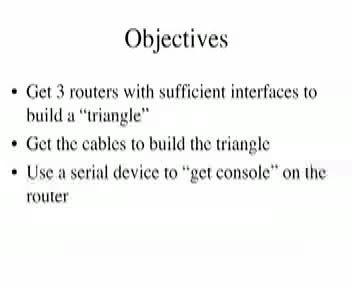 Objectives
• Get 3 routers with sufficient interfaces to
build a “triangle”
• Get the cables to build the triangle
• Use a serial device to “get console” on the
router